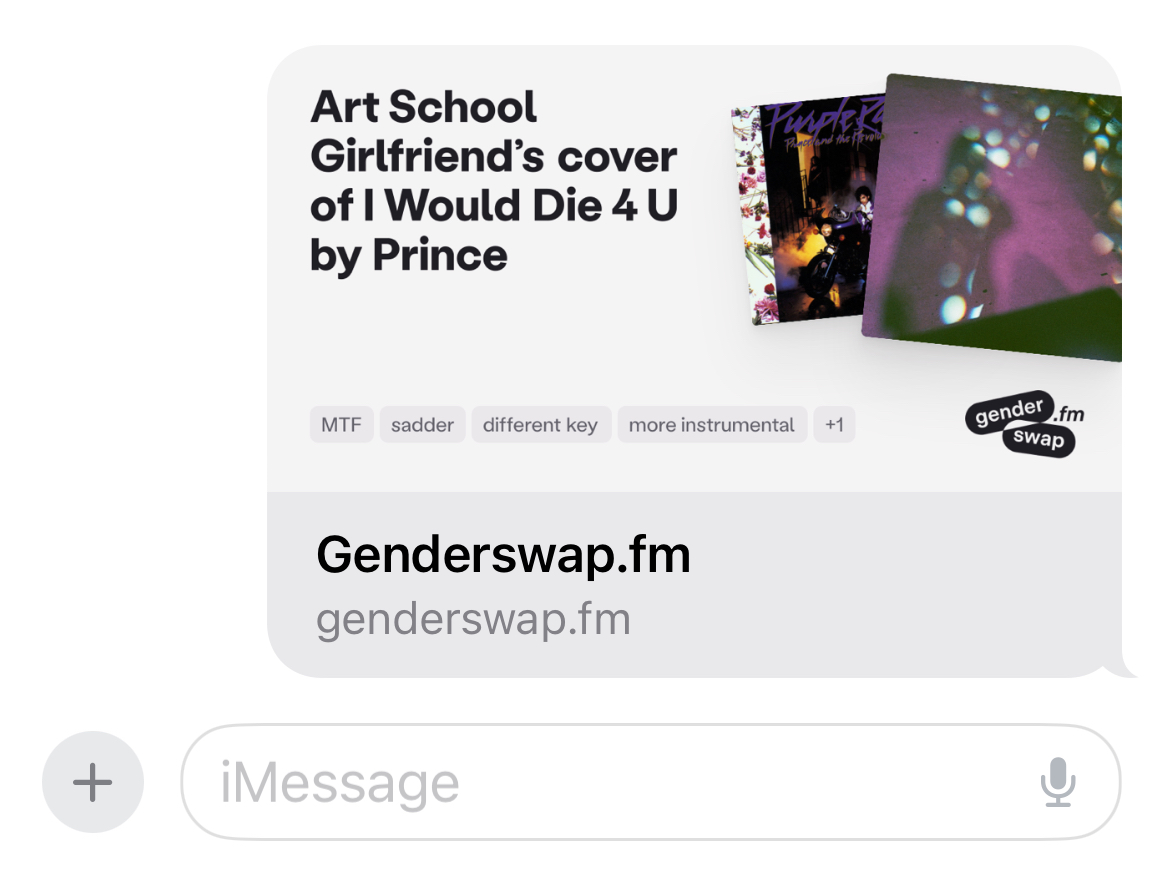 Art School
Girlfriend’s cover
of I Would Die 4 U
by Prince
Purple Ra
Prince and the Revolu
MTF
sadder
different key
more instrumental
+1
gender
swap
.fm
Genderswap.fm
genderswap.fm
iMessage